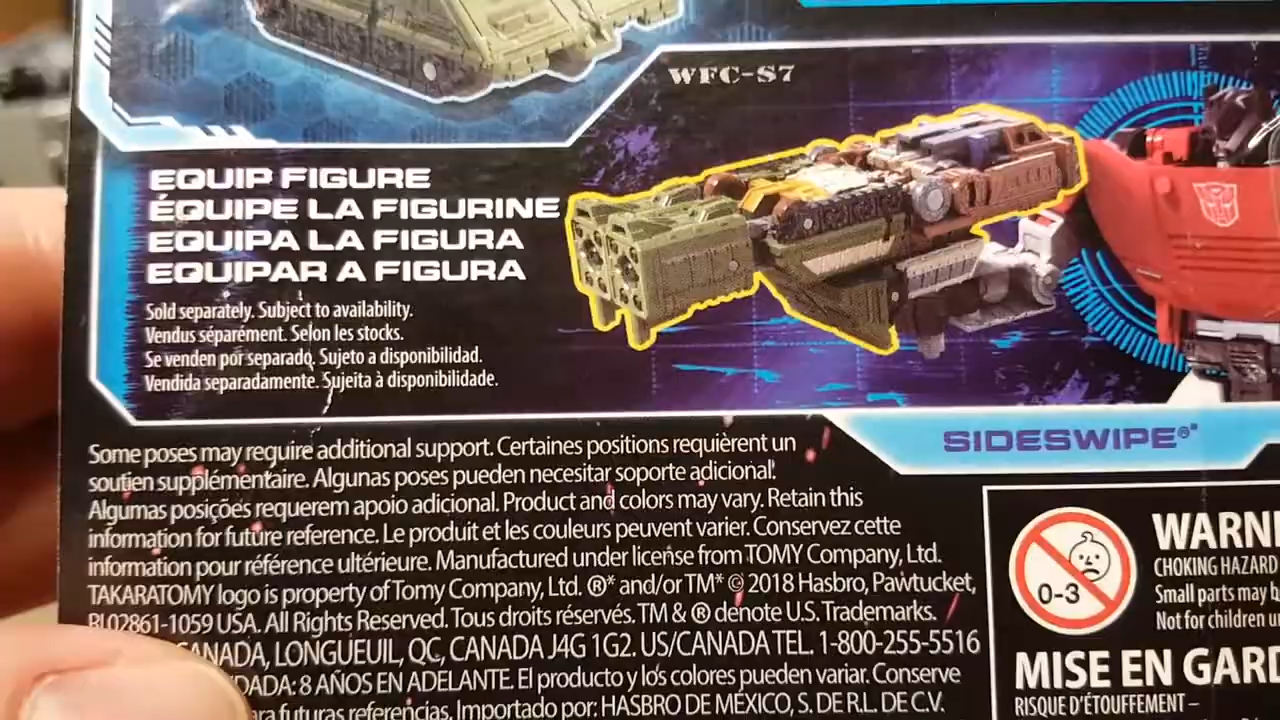 WFC-S7
EQUIP FIGURE
ÉQUIPE LA FIGURINE
EQUIPA LA FIGURA
EQUIPAR A FIGURA
Sold separately. Subject to availability.
Vendus séparément. Selon les stocks.
Se venden por separado. Sujeto a disponibilidad.
Vendida separadamente. Sujeita à disponibilidade.
SIDESWIPE®*
Some poses may require additional support. Certaines positions requièrent un
soutien supplémentaire. Algunas poses pueden necesitar soporte adicional.
Algumas posições requerem apoio adicional. Product and colors may vary. Retain this
information for future reference. Le produit et les couleurs peuvent varier. Conservez cette
information pour référence ultérieure. Manufactured under license from TOMY Company, Ltd.
TAKARATOMY logo is property of Tomy Company, Ltd. ®* and/or TM* © 2018 Hasbro, Pawtucket,
RI 02861-1059 USA. All Rights Reserved. Tous droits réservés. TM & ® denote U.S. Trademarks.
CANADA, LONGUEUIL, QC, CANADA J4G 1G2. US/CANADA TEL. 1-800-255-5516
DADA: 8 AÑOS EN ADELANTE. El producto y los colores pueden variar. Conserve
ara futuras referencias. Importado por: HASBRO DE MÉXICO, S. DE R.L. DE C.V.
0-3
WARNI
CHOKING HAZARD
Small parts may b
Not for children u
MISE EN GARD
RISQUE D'ÉTOUFFEMENT –